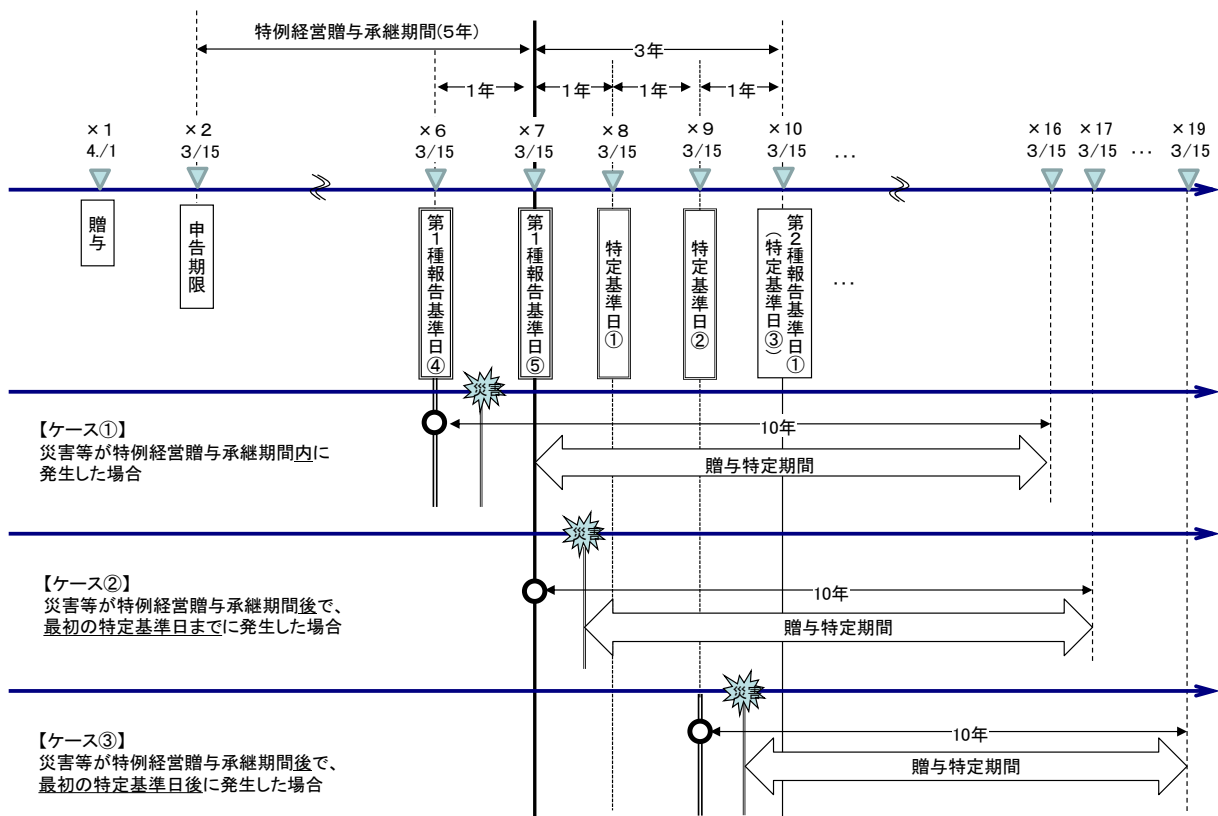 特例経営贈与承継期間(5年)
3年
1年
1年
1年
1年
×1
4./1
×2
3/15
×6
3/15
×7
3/15
×8
3/15
×9
3/15
×10
3/15
…
×16
3/15
×17
3/15
…
×19
3/15
贈与
申告期限
第1種報告基準日④
第1種報告基準日⑤
特定基準日①
特定基準日②
第2種報告基準日①
(特定基準日③)
…
災害
【ケース①】
災害等が特例経営贈与承継期間内に
発生した場合
10年
贈与特定期間
災害
【ケース②】
災害等が特例経営贈与承継期間後で、
最初の特定基準日までに発生した場合
10年
贈与特定期間
災害
【ケース③】
災害等が特例経営贈与承継期間後で、
最初の特定基準日後に発生した場合
10年
贈与特定期間